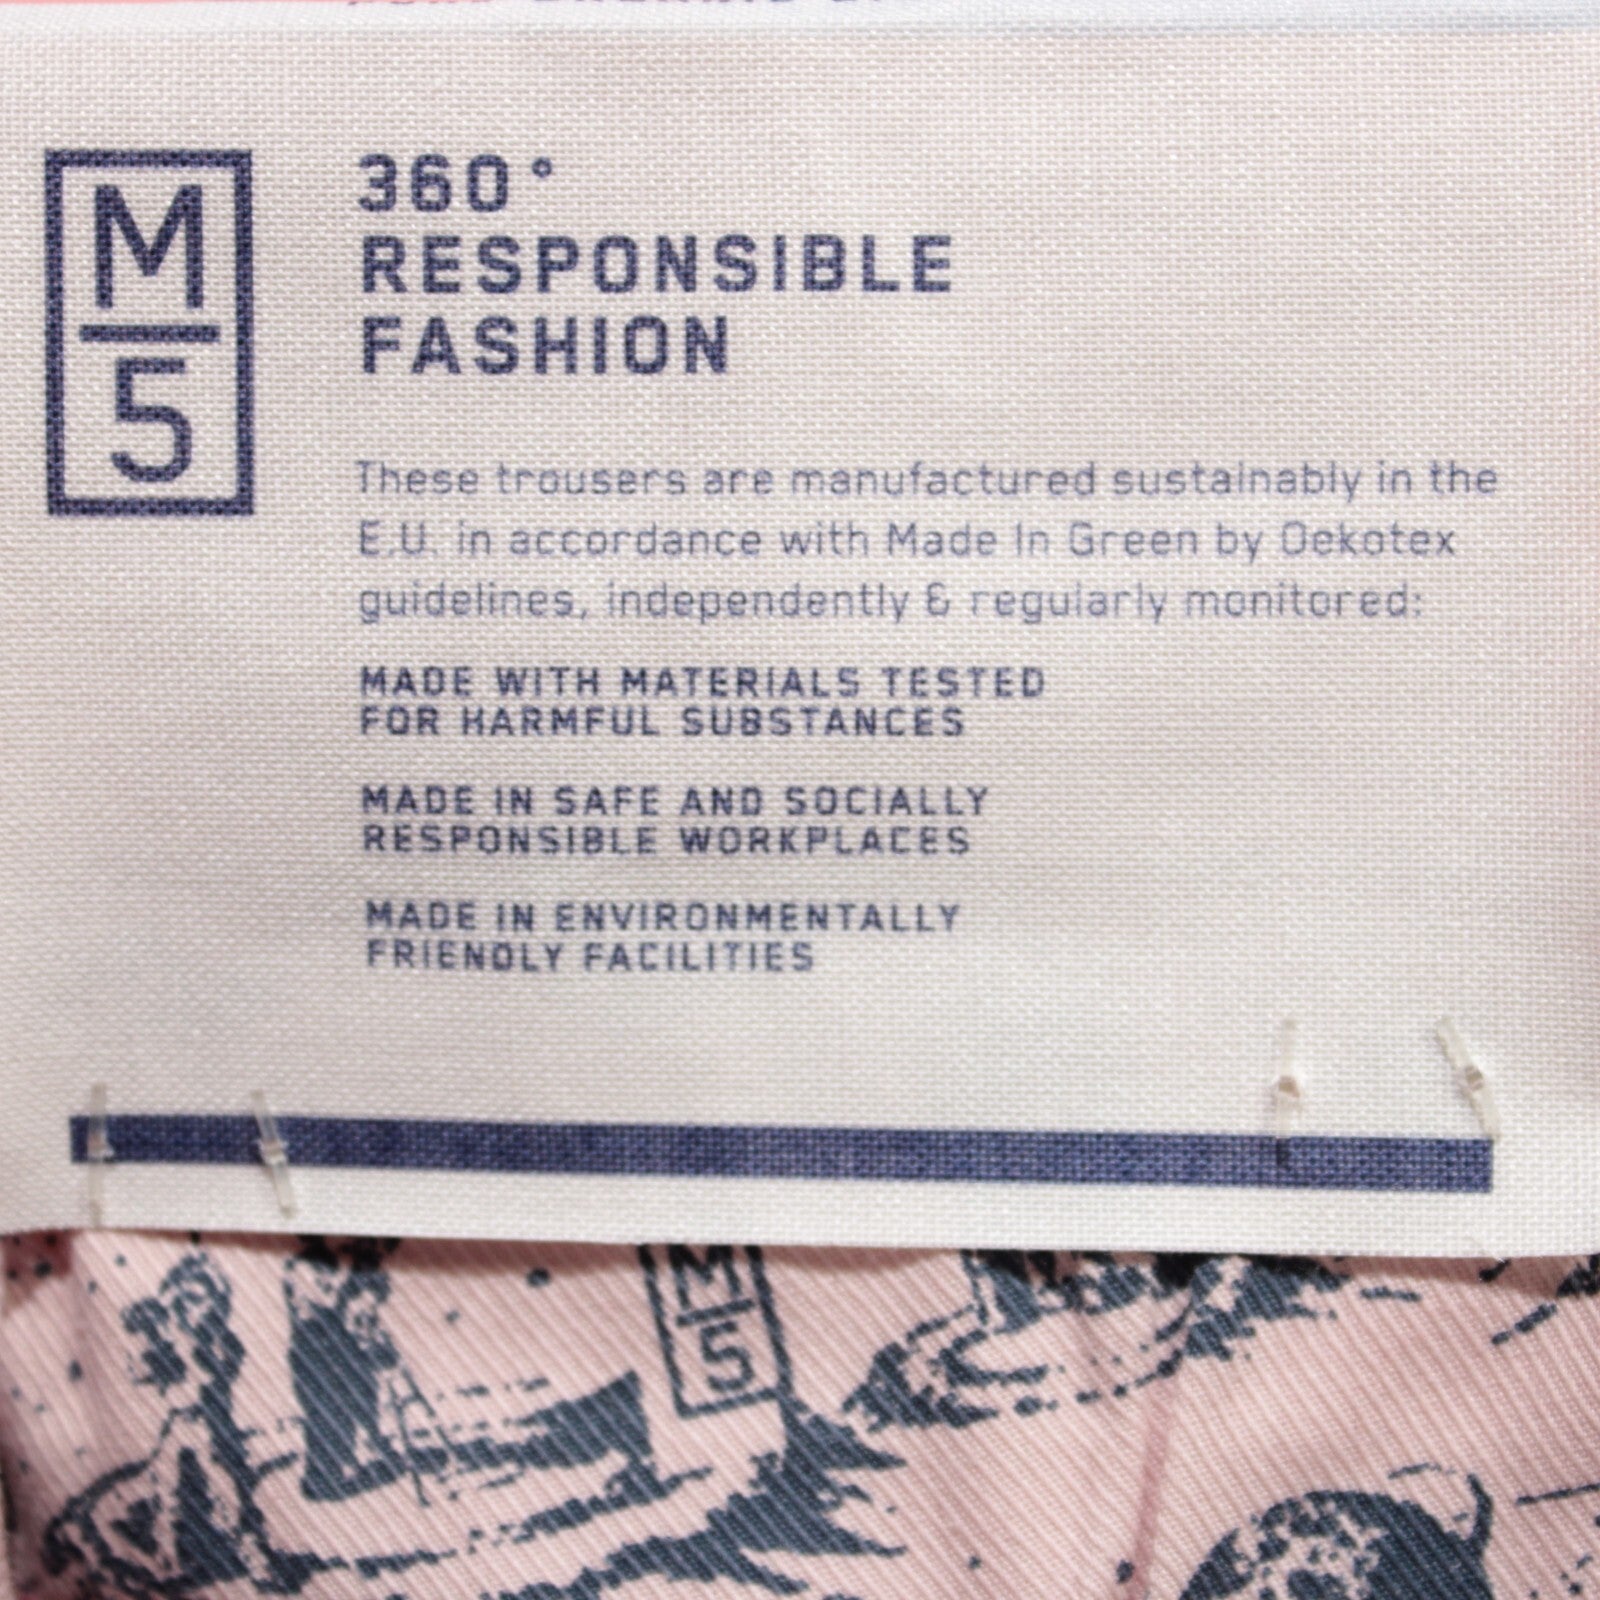 M
5
360°
RESPONSIBLE
FASHION
These trousers are manufactured sustainably in the
E.U. in accordance with Made In Green by Oekotex
guidelines, independently & regularly monitored:
MADE WITH MATERIALS TESTED
FOR HARMFUL SUBSTANCES
MADE IN SAFE AND SOCIALLY
RESPONSIBLE WORKPLACES
MADE IN ENVIRONMENTALLY
FRIENDLY FACILITIES
M
5